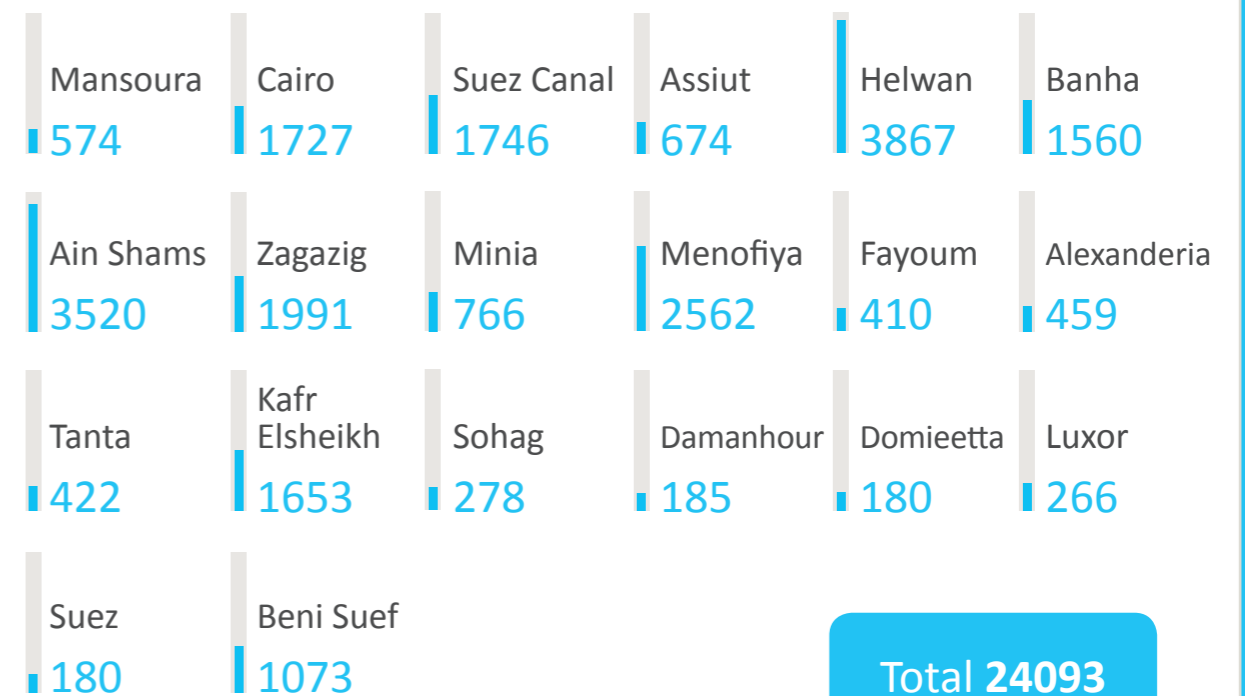 Mansoura
574
Cairo
1727
Suez Canal
1746
Assiut
674
Helwan
3867
Banha
1560
Ain Shams
3520
Zagazig
1991
Minia
766
Menofiya
2562
Fayoum
410
Alexanderia
459
Tanta
422
Kafr
Elsheikh
1653
Sohag
278
Damanhour
185
Domieetta
180
Luxor
266
Suez
180
Beni Suef
1073
Total 24093